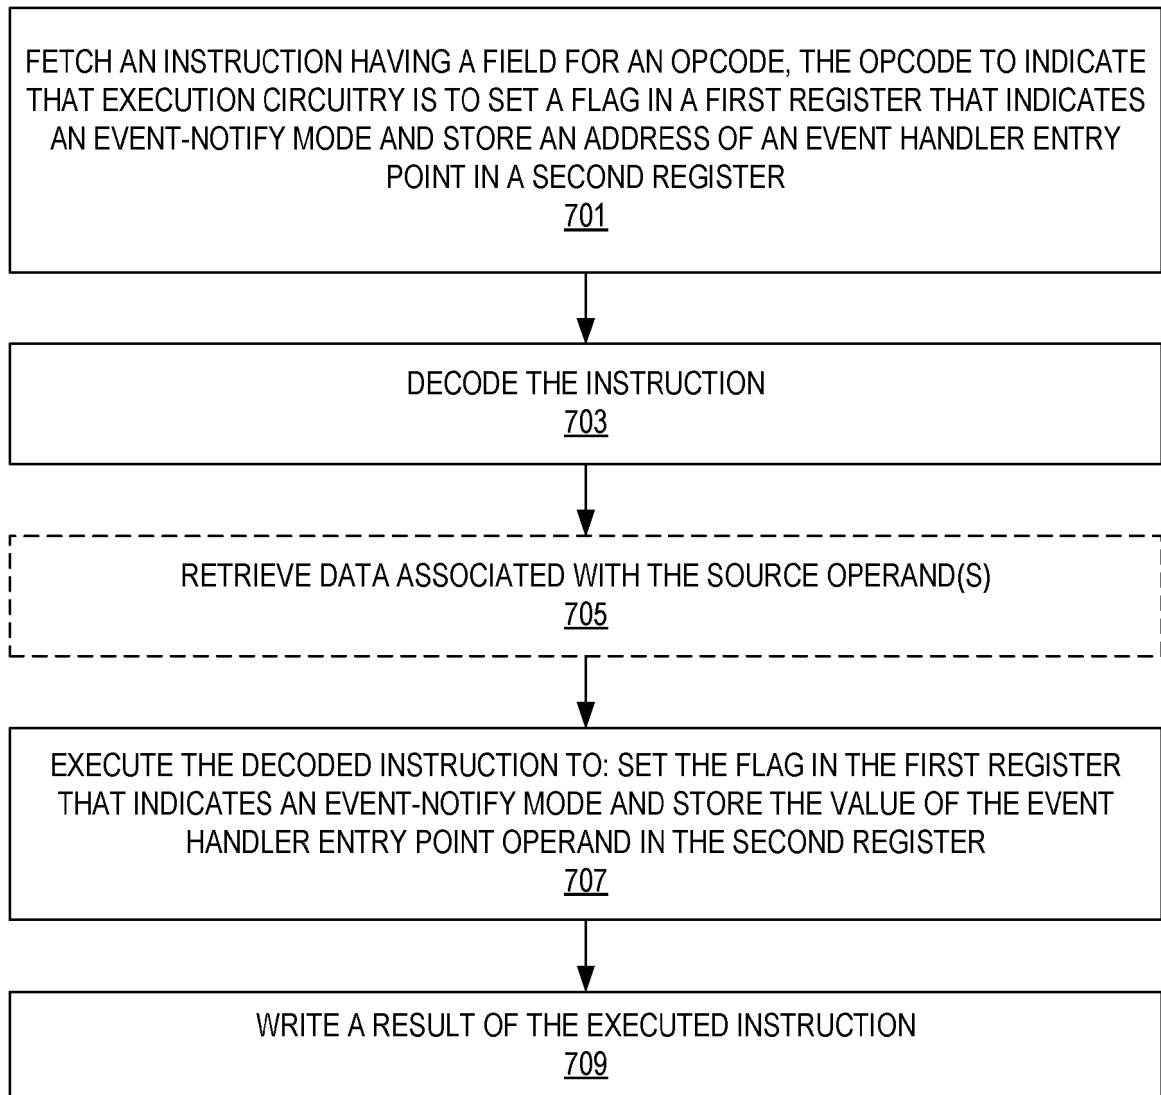 FETCH AN INSTRUCTION HAVING A FIELD FOR AN OPCODE, THE OPCODE TO INDICATE
THAT EXECUTION CIRCUITRY IS TO SET A FLAG IN A FIRST REGISTER THAT INDICATES
AN EVENT-NOTIFY MODE AND STORE AN ADDRESS OF AN EVENT HANDLER ENTRY
POINT IN A SECOND REGISTER
701
DECODE THE INSTRUCTION
703
RETRIEVE DATA ASSOCIATED WITH THE SOURCE OPERAND(S)
705
EXECUTE THE DECODED INSTRUCTION TO: SET THE FLAG IN THE FIRST REGISTER
THAT INDICATES AN EVENT-NOTIFY MODE AND STORE THE VALUE OF THE EVENT
HANDLER ENTRY POINT OPERAND IN THE SECOND REGISTER
707
WRITE A RESULT OF THE EXECUTED INSTRUCTION
709